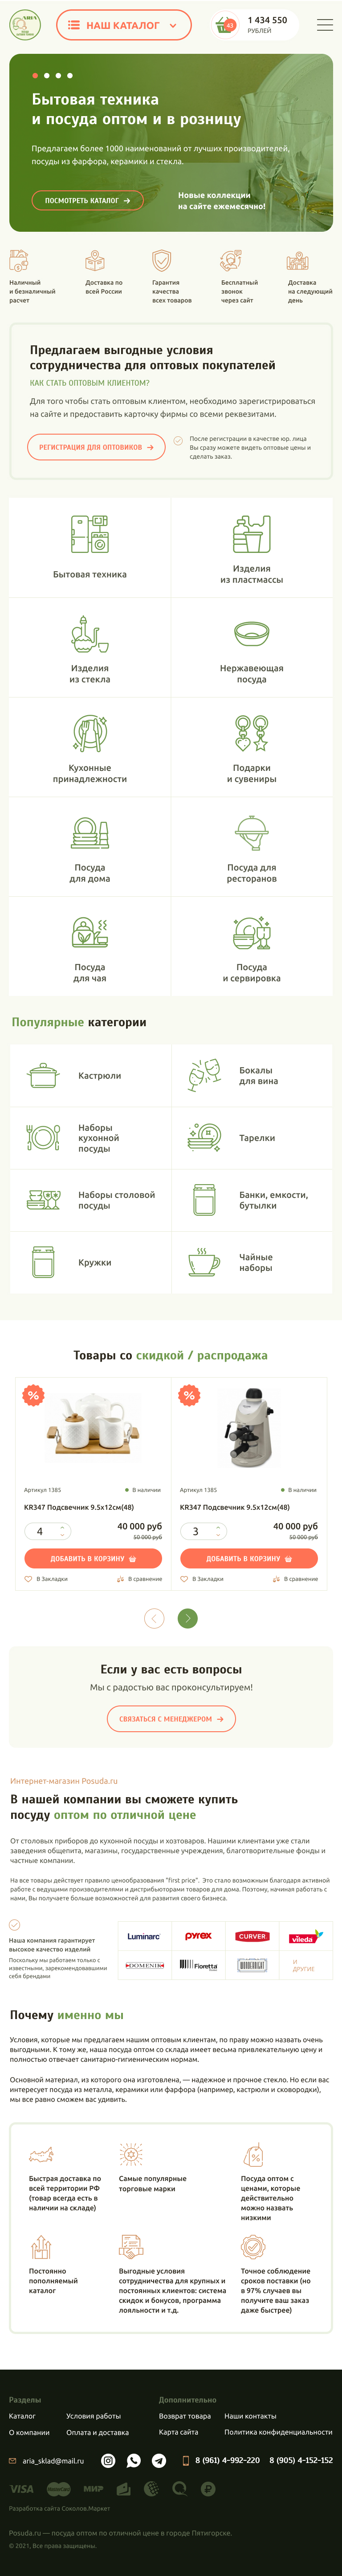 НАШ КАТАЛОГ
43
1 434 550
РУБЛЕЙ
Бытовая техника
и посуда оптом и в розницу
Предлагаем более 1000 наименований от лучших производителей,
посуды из фарфора, керамики и стекла.
ПОСМОТРЕТЬ КАТАЛОГ
Новые коллекции
на сайте ежемесячно!
Наличный
и безналичный
расчет
Доставка по
всей России
Гарантия
качества
всех товаров
Бесплатный
звонок
через сайт
Доставка
на следующий
день
Предлагаем выгодные условия
сотрудничества для оптовых покупателей
КАК СТАТЬ ОПТОВЫМ КЛИЕНТОМ?
Для того чтобы стать оптовым клиентом, необходимо зарегистрироваться
на сайте и предоставить карточку фирмы со всеми реквезитами.
РЕГИСТРАЦИЯ ДЛЯ ОПТОВИКОВ
После регистрации в качестве юр. лица
Вы сразу можете видеть оптовые цены и
сделать заказ.
Бытовая техника
Изделия
из пластмассы
Изделия
из стекла
Нержавеющая
посуда
Кухонные
принадлежности
Подарки
и сувениры
Посуда
для дома
Посуда для
ресторанов
Посуда
для чая
Посуда
и сервировка
Популярные категории
Кастрюли
Бокалы
для вина
Наборы
кухонной
посуды
Тарелки
Наборы столовой
посуды
Банки, емкости,
бутылки
Кружки
Чайные
наборы
Товары со скидкой / распродажа
%
Артикул 1385
В наличии
KR347 Подсвечник 9.5х12см(48)
4
40 000 руб
50 000 руб
ДОБАВИТЬ В КОРЗИНУ
В Закладки
В сравнение
%
Артикул 1385
В наличии
KR347 Подсвечник 9.5х12см(48)
3
40 000 руб
50 000 руб
ДОБАВИТЬ В КОРЗИНУ
В Закладки
В сравнение
Если у вас есть вопросы
Мы с радостью вас проконсультируем!
СВЯЗАТЬСЯ С МЕНЕДЖЕРОМ
Интернет-магазин Posuda.ru
В нашей компании вы сможете купить
посуду оптом по отличной цене
От столовых приборов до кухонной посуды и хозтоваров. Нашими клиентами уже стали
заведения общепита, магазины, государственные учреждения, благотворительные фонды и
частные компании.
На все товары действует правило ценообразования "first price". Это стало возможным благодаря активной
работе с ведущими производителями и дистрибьюторами товаров для дома. Поэтому, начиная работать с
нами, Вы получаете больше возможностей для развития своего бизнеса.
Наша компания гарантирует
высокое качество изделий
Поскольку мы работаем только с
известными, зарекомендовавшими
себя брендами
Luminarc
pyrex
CURVER
vileda
DOMENIK
Fioretta
И
ДРУГИЕ
Почему именно мы
Условия, которые мы предлагаем нашим оптовым клиентам, по праву можно назвать очень
выгодными. К тому же, наша посуда оптом со склада имеет весьма привлекательную цену и
полностью отвечает санитарно-гигиеническим нормам.
Основной материал, из которого она изготовлена, — надежное и прочное стекло. Но если вас
интересует посуда из металла, керамики или фарфора (например, кастрюли и сковородки),
мы все равно сможем вас удивить.
Быстрая доставка по
всей территории РФ
(товар всегда есть в
наличии на складе)
Самые популярные
торговые марки
Посуда оптом с
ценами, которые
действительно
можно назвать
низкими
Постоянно
пополняемый
каталог
Выгодные условия
сотрудничества для крупных и
постоянных клиентов: система
скидок и бонусов, программа
лояльности и т.д.
Точное соблюдение
сроков поставки (но
в 97% случаев вы
получите ваш заказ
даже быстрее)
Разделы
Дополнительно
Каталог
Условия работы
Возврат товара
Наши контакты
О компании
Оплата и доставка
Карта сайта
Политика конфиденциальности
aria_sklad@mail.ru
8 (961) 4-992-220
8 (905) 4-152-152
VISA
МИР
Разработка сайта Соколов.Маркет
Posuda.ru — посуда оптом по отличной цене в городе Пятигорске.
© 2021, Все права защищены.